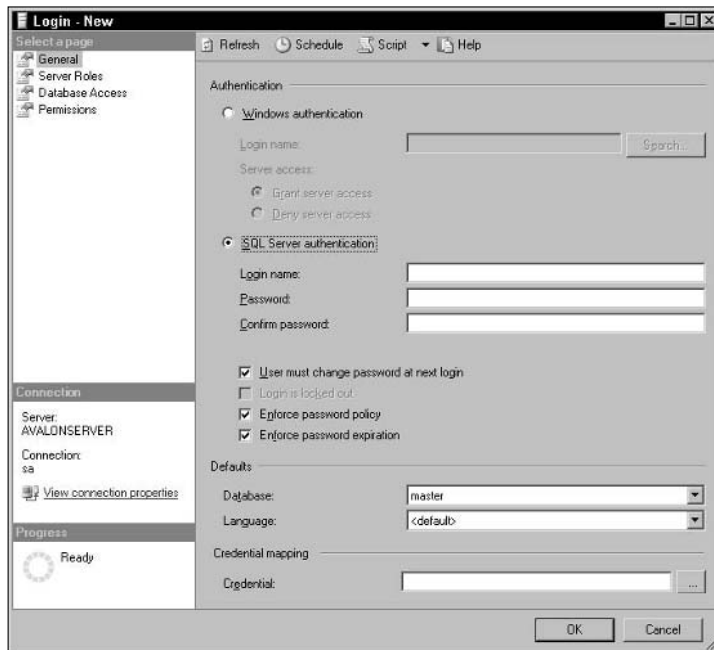 Login - New
Select a page
General
Server Roles
Database Access
Permissions
Refresh Schedule Script Help
Authentication
Windows authentication
Login name: Search...
Server access:
Grant server access
Deny server access
SQL Server authentication
Login name:
Password:
Confirm password:
User must change password at next login
Login is locked out
Enforce password policy
Enforce password expiration
Connection
Server:
AVALONSERVER
Connection:
sa
View connection properties
Defaults
Database: master
Language: <default>
Progress
Ready
Credential mapping
Credential: ...
OK Cancel